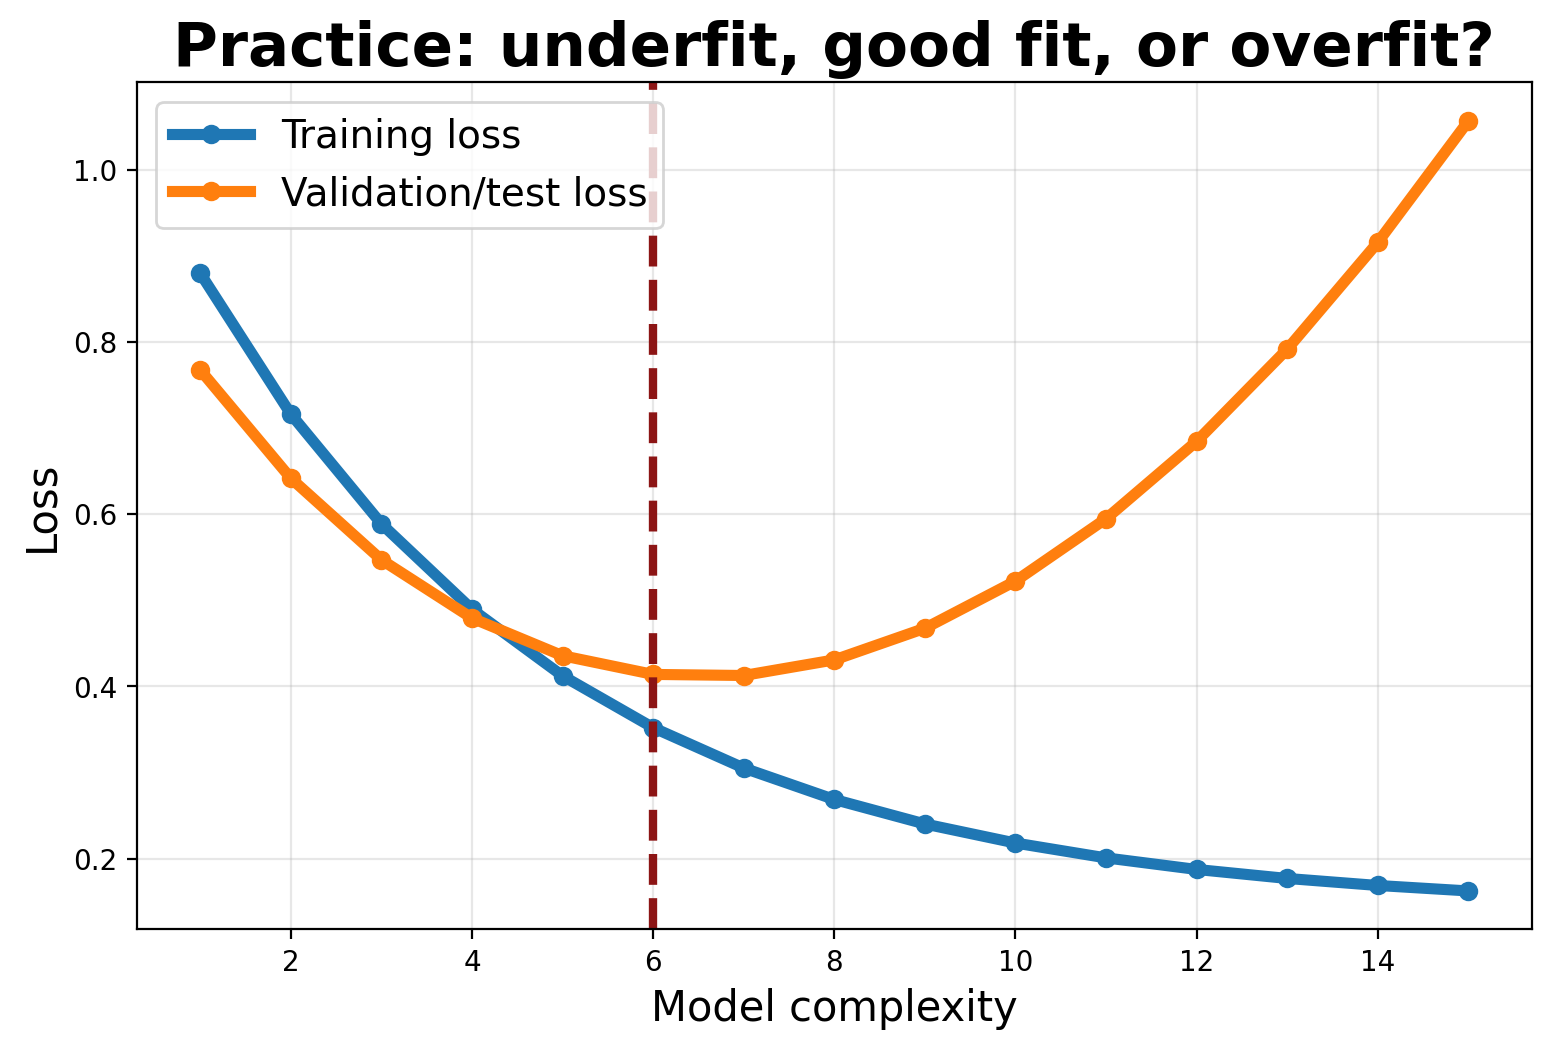 Practice: underfit, good fit, or overfit?
Training loss
Validation/test loss
1.0
0.8
0.6
0.4
0.2
Loss
2 4 6 8 10 12 14
Model complexity